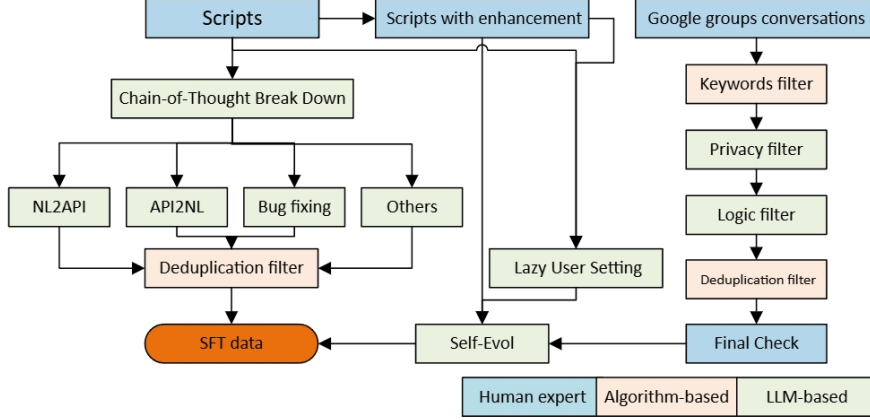 Scripts
Scripts with enhancement
Google groups conversations
Chain-of-Thought Break Down
Keywords filter
Privacy filter
NL2API
API2NL
Bug fixing
Others
Logic filter
Deduplication filter
Lazy User Setting
Deduplication filter
SFT data
Self-Evol
Final Check
Human expert
Algorithm-based
LLM-based